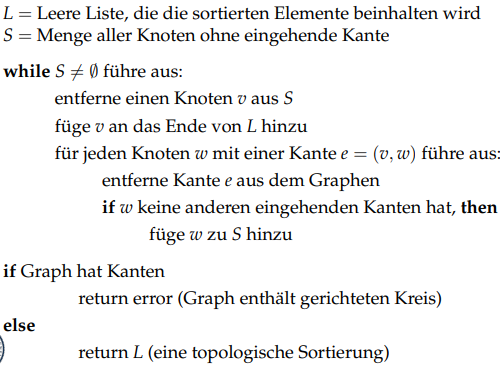 L = Leere Liste, die die sortierten Elemente beinhalten wird
S = Menge aller Knoten ohne eingehende Kante
while S ≠ ∅ führe aus:
entferne einen Knoten v aus S
füge v an das Ende von L hinzu
für jeden Knoten w mit einer Kante e = (v, w) führe aus:
entferne Kante e aus dem Graphen
if w keine anderen eingehenden Kanten hat, then
füge w zu S hinzu
if Graph hat Kanten
return error (Graph enthält gerichteten Kreis)
else
return L (eine topologische Sortierung)